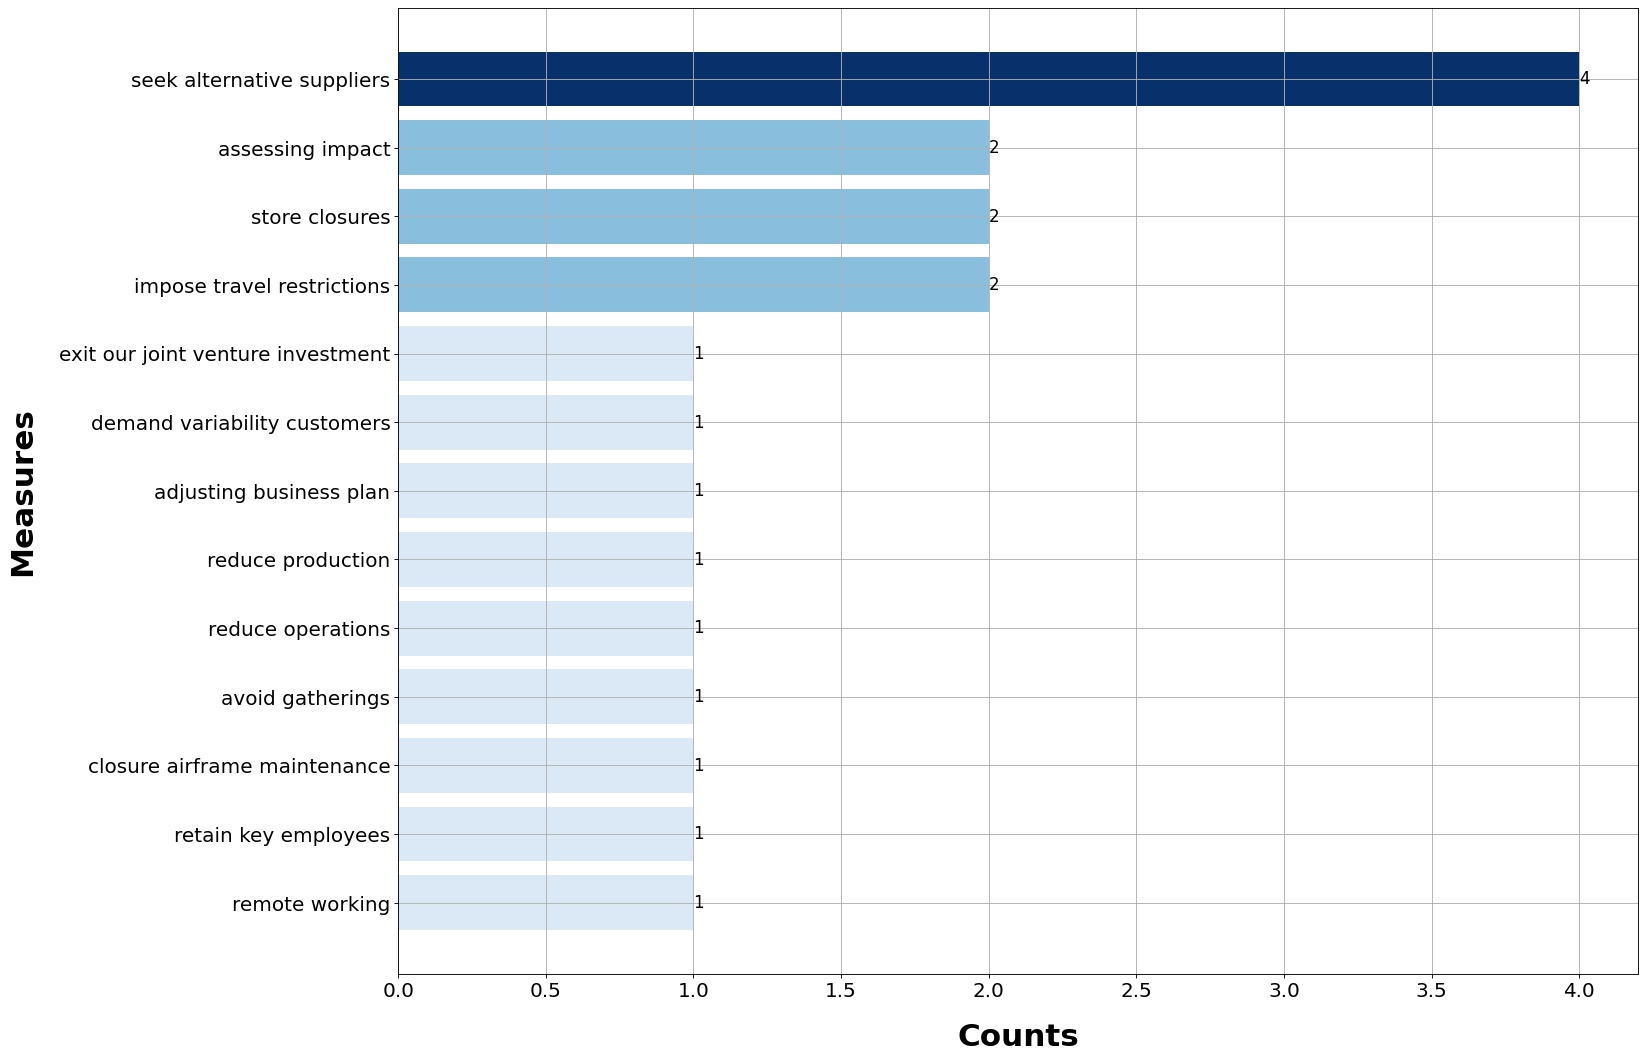 seek alternative suppliers 4
assessing impact 2
store closures 2
impose travel restrictions 2
exit our joint venture investment 1
demand variability customers 1
adjusting business plan 1
reduce production 1
reduce operations 1
avoid gatherings 1
closure airframe maintenance 1
retain key employees 1
remote working 1
Measures
0.0 0.5 1.0 1.5 2.0 2.5 3.0 3.5 4.0
Counts